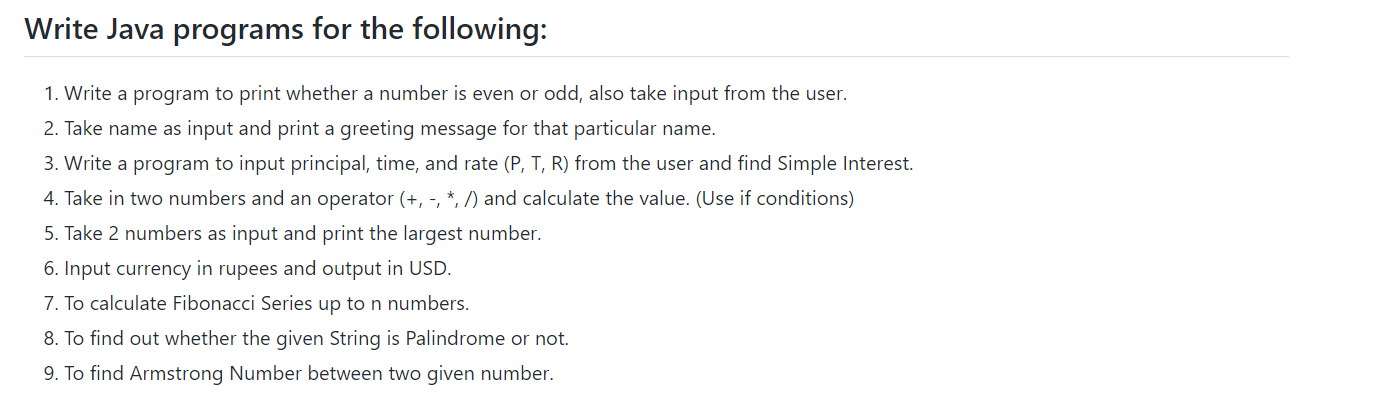 Write Java programs for the following:
1. Write a program to print whether a number is even or odd, also take input from the user.
2. Take name as input and print a greeting message for that particular name.
3. Write a program to input principal, time, and rate (P, T, R) from the user and find Simple Interest.
4. Take in two numbers and an operator (+, -, *, /) and calculate the value. (Use if conditions)
5. Take 2 numbers as input and print the largest number.
6. Input currency in rupees and output in USD.
7. To calculate Fibonacci Series up to n numbers.
8. To find out whether the given String is Palindrome or not.
9. To find Armstrong Number between two given number.